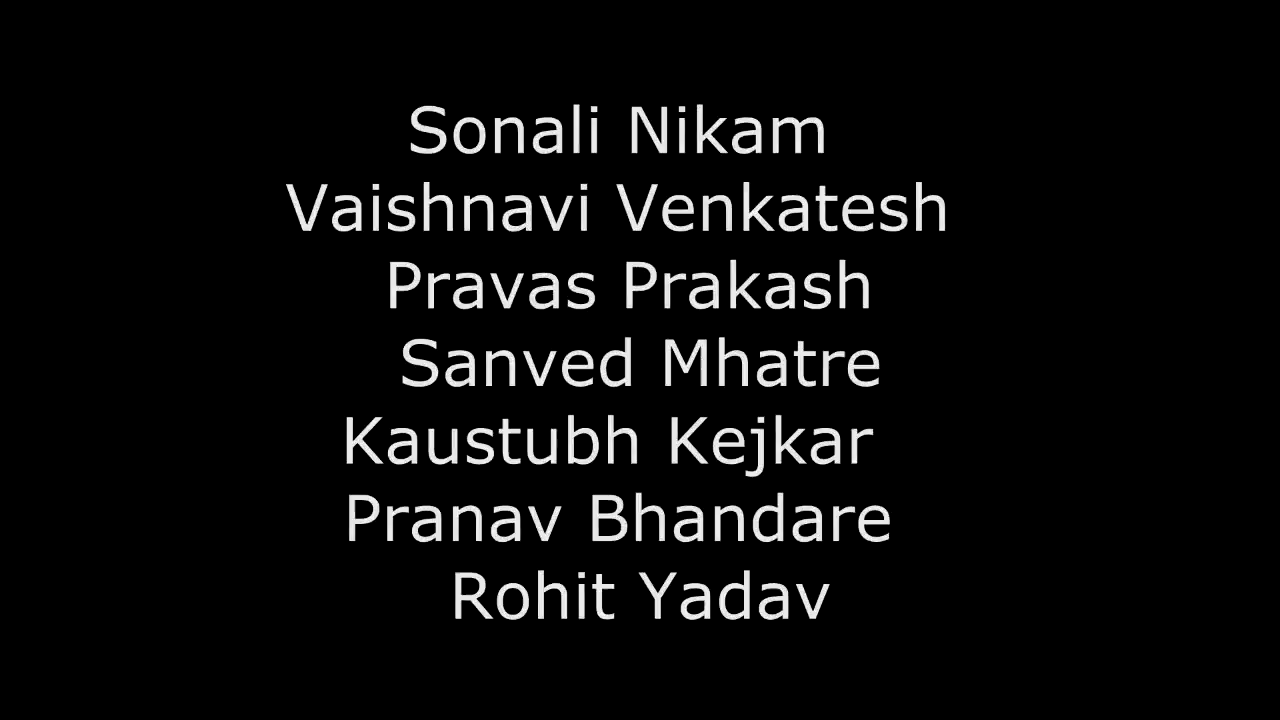 Sonali Nikam
Vaishnavi Venkatesh
Pravas Prakash
Sanved Mhatre
Kaustubh Kejkar
Pranav Bhandare
Rohit Yadav